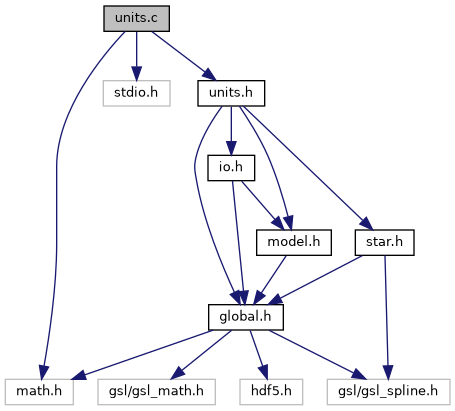 units.c
stdio.h
units.h
io.h
model.h
star.h
global.h
math.h
gsl/gsl_math.h
hdf5.h
gsl/gsl_spline.h